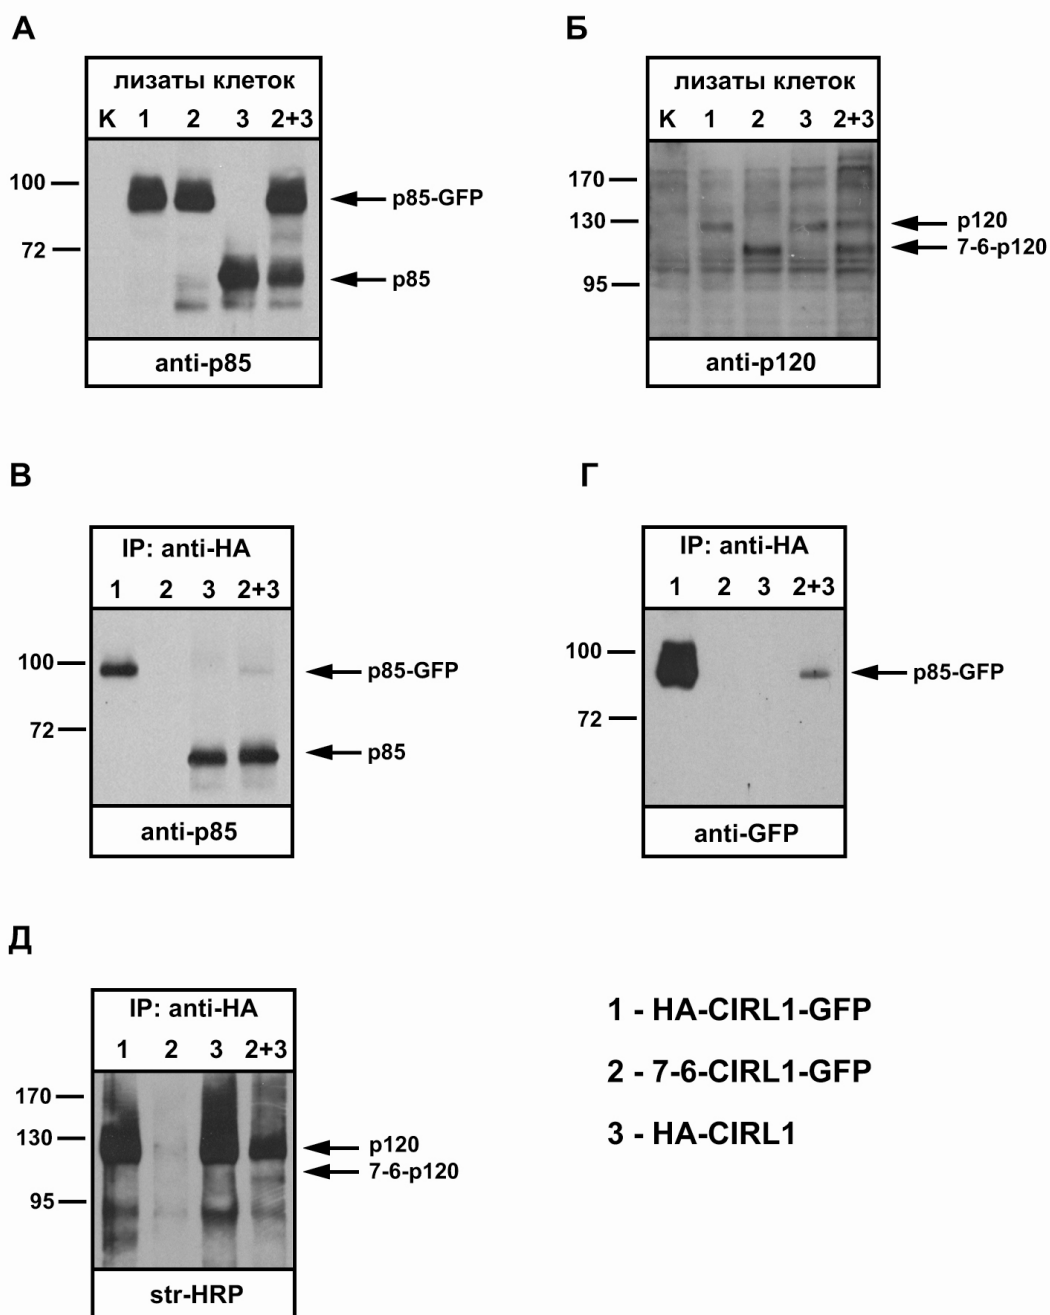 А
лизаты клеток
K 1 2 3 2+3
100
72
p85-GFP
p85
anti-p85
Б
лизаты клеток
K 1 2 3 2+3
170
130
95
p120
7-6-p120
anti-p120
В
IP: anti-HA
1 2 3 2+3
100
72
p85-GFP
p85
anti-p85
Г
IP: anti-HA
1 2 3 2+3
100
72
p85-GFP
anti-GFP
Д
IP: anti-HA
1 2 3 2+3
170
130
95
p120
7-6-p120
str-HRP
1 - HA-CIRL1-GFP
2 - 7-6-CIRL1-GFP
3 - HA-CIRL1